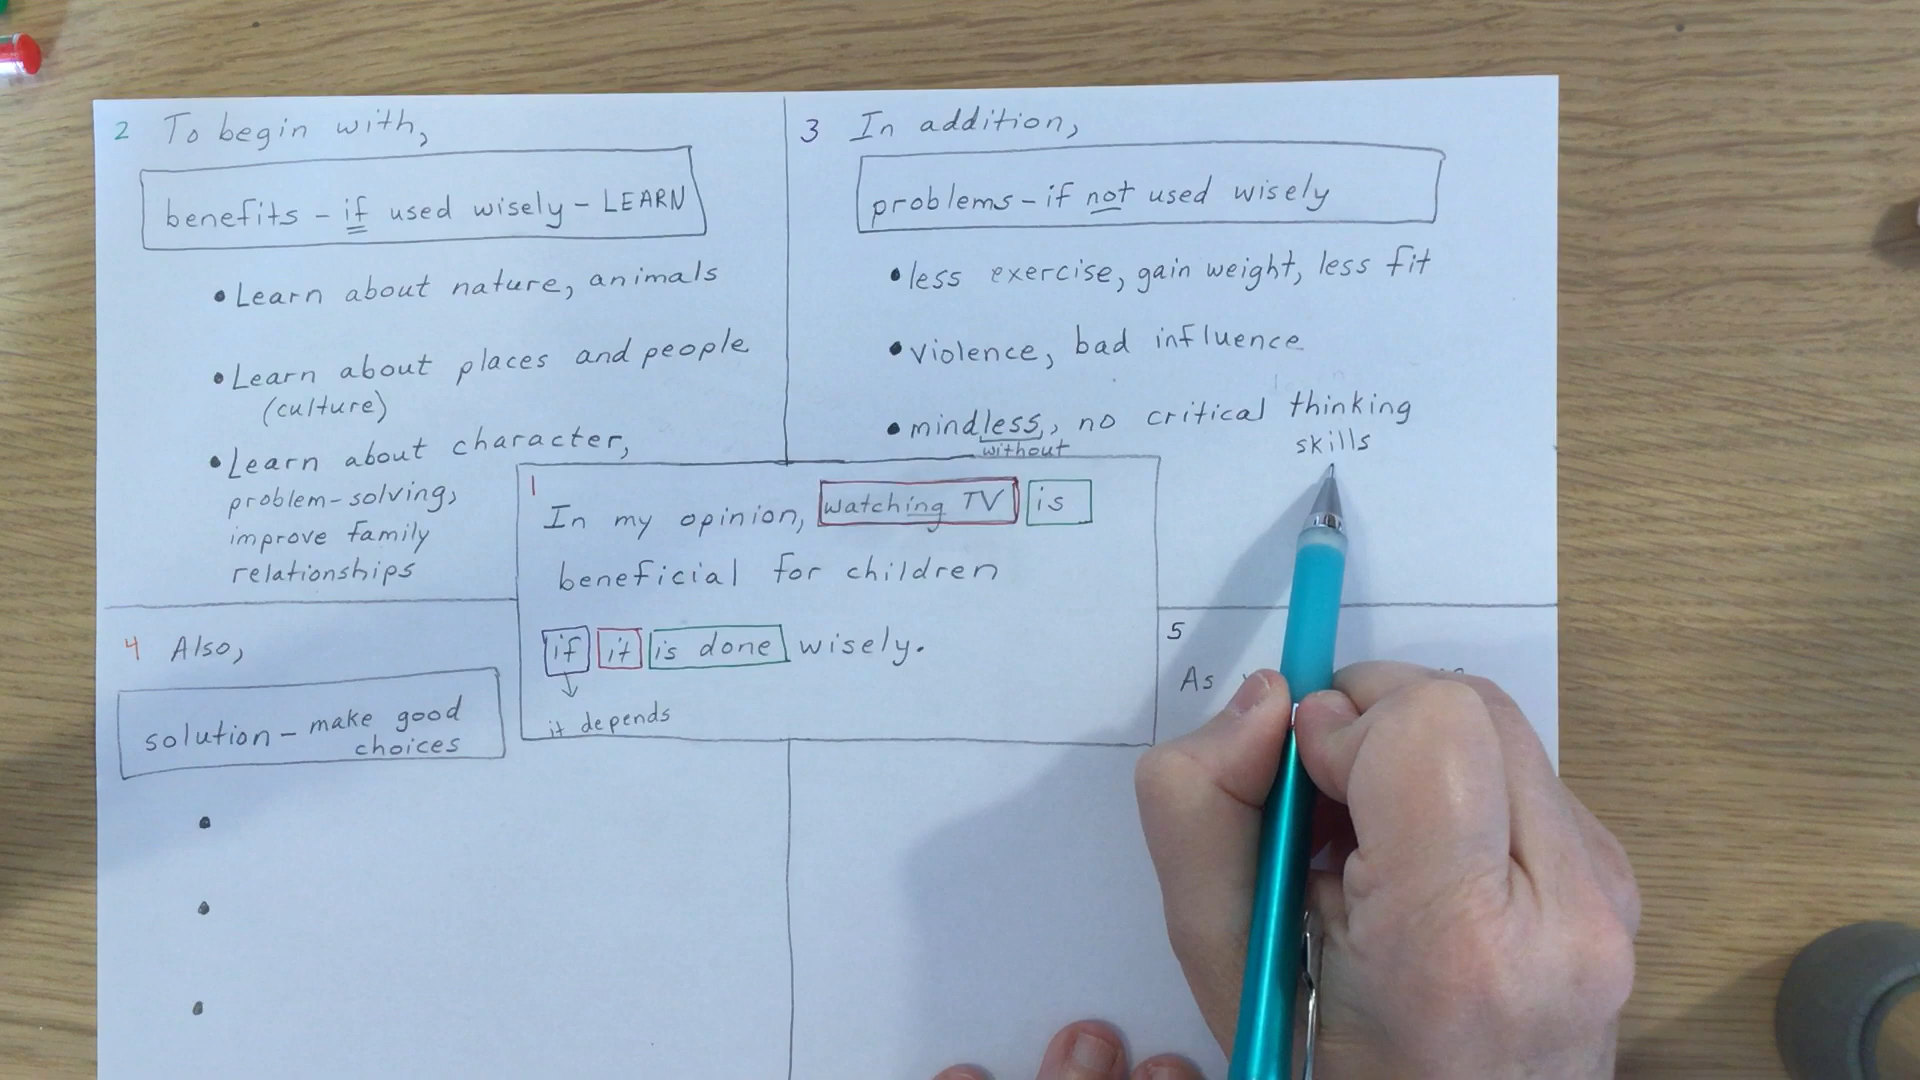 2 To begin with,
benefits - if used wisely - LEARN
• Learn about nature, animals
• Learn about places and people
(culture)
• Learn about character,
problem-solving,
improve family
relationships
3 In addition,
problems - if not used wisely
• less exercise, gain weight, less fit
• violence, bad influence
• mindless, no critical thinking
without
skills
1
In my opinion, watching TV is
beneficial for children
if it is done wisely.
it depends
4 Also,
solution - make good
choices
5
As